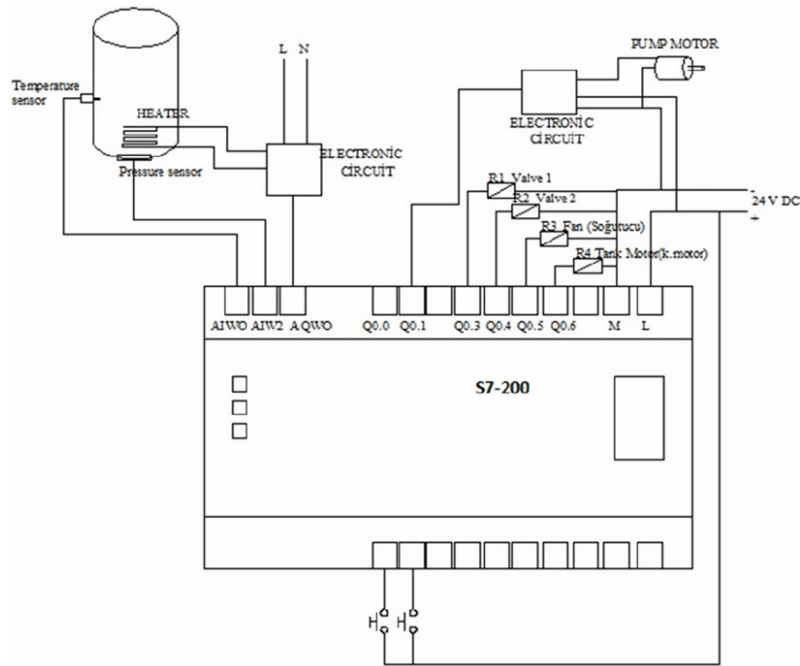 L N
PUMP MOTOR
Temperature
sensor
HEATER
ELECTRONİC
CİRCUİT
ELECTRONİC
CİRCUİT
Pressure sensor
R1 Valve 1
R2 Valve 2
R3 Fan (Soğutucu)
R4 Tank Motor(k.motor)
-
24 V DC
+
AIWO AIW2 AQWO Q0.0 Q0.1 Q0.3 Q0.4 Q0.5 Q0.6 M L
S7-200